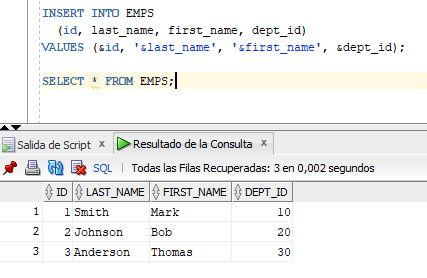 INSERT INTO EMPS
(id, last_name, first_name, dept_id)
VALUES (&id, '&last_name', '&first_name', &dept_id);
SELECT * FROM EMPS;
Salida de Script x Resultado de la Consulta x
SQL | Todas las Filas Recuperadas: 3 en 0,002 segundos
ID LAST_NAME FIRST_NAME DEPT_ID
1 1 Smith Mark 10
2 2 Johnson Bob 20
3 3 Anderson Thomas 30